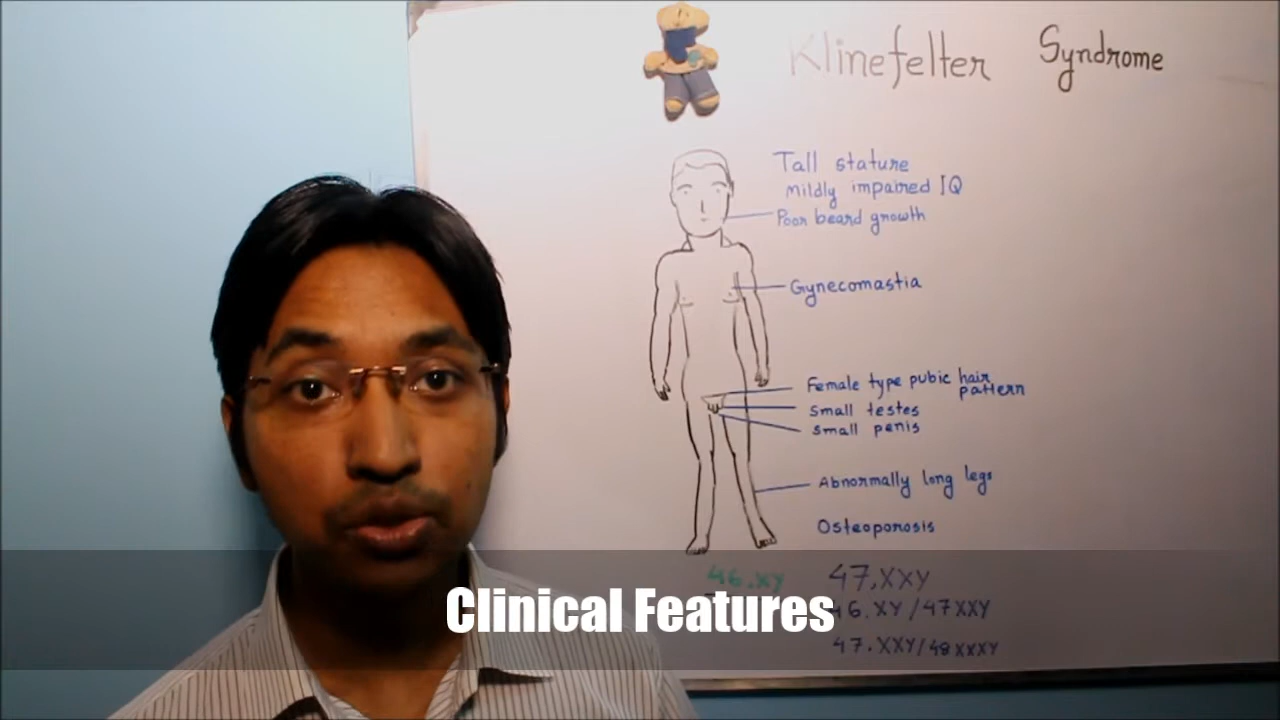 Klinefelter Syndrome
Tall stature
Mildly impaired IQ
Poor beard growth
Gynecomastia
Female type pubic hair
pattern
Small testes
Small penis
Abnormally long legs
Osteoporosis
46.XY 47.XXY
46.XY/47XXY
47.XXY/48XXXY
Clinical Features